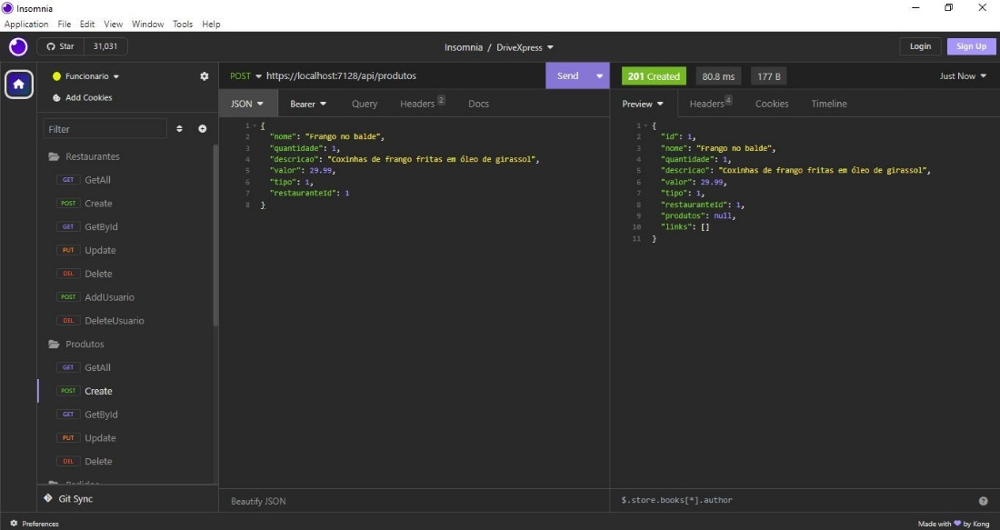 Insomnia
Application File Edit View Window Tools Help
Star 31,031
Insomnia / DriveXpress
Login Sign Up
Funcionario
Add Cookies
Filter
Restaurantes
GET GetAll
POST Create
GET GetById
PUT Update
DEL Delete
POST AddUsuario
DEL DeleteUsuario
Produtos
GET GetAll
POST Create
GET GetById
PUT Update
DEL Delete
Pedidos
Git Sync
Preferences
POST https://localhost:7128/api/produtos Send
JSON Bearer Query Headers 2 Docs
1 {
2 "nome": "Frango no balde",
3 "quantidade": 1,
4 "descricao": "Coxinhas de frango fritas em óleo de girassol",
5 "valor": 29.99,
6 "tipo": 1,
7 "restauranteId": 1
8 }
Beautify JSON
201 Created 80.8 ms 177 B Just Now
Preview Headers 4 Cookies Timeline
1 {
2 "id": 1,
3 "nome": "Frango no balde",
4 "quantidade": 1,
5 "descricao": "Coxinhas de frango fritas em óleo de girassol",
6 "valor": 29.99,
7 "tipo": 1,
8 "restauranteId": 1,
9 "produtos": null,
10 "links": []
11 }
$.store.books[*].author
Made with by Kong